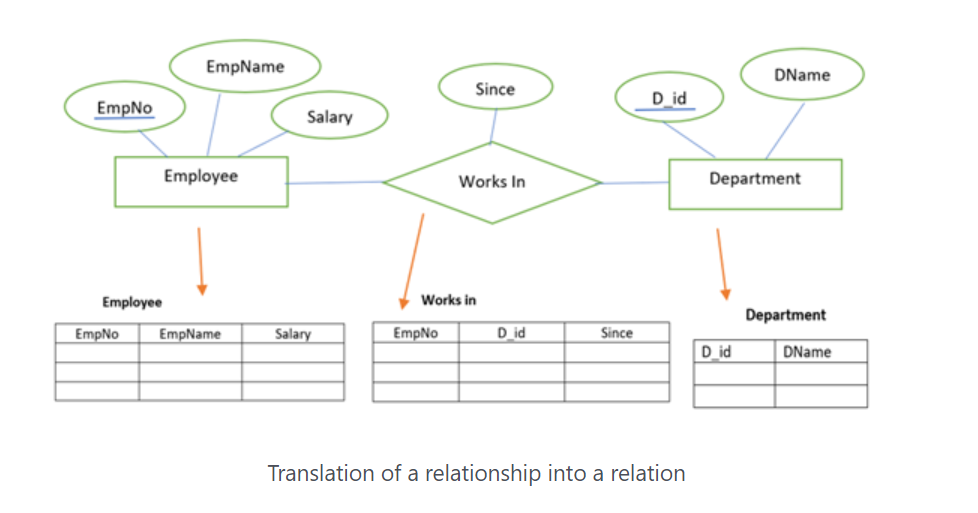 EmpName
EmpNo
Salary
Since
D_id
DName
Employee
Works In
Department
Employee
EmpNo EmpName Salary
Works in
EmpNo D_id Since
Department
D_id DName
Translation of a relationship into a relation